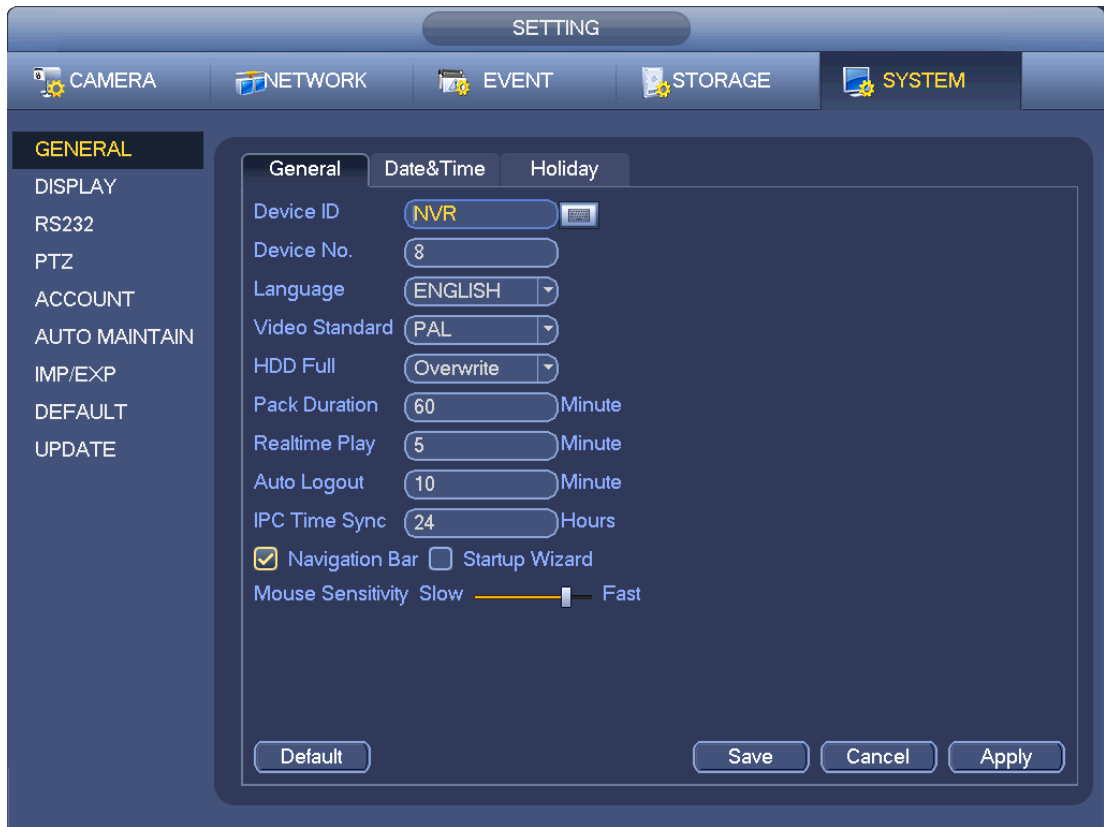 SETTING
CAMERA NETWORK EVENT STORAGE SYSTEM
GENERAL
DISPLAY
RS232
PTZ
ACCOUNT
AUTO MAINTAIN
IMP/EXP
DEFAULT
UPDATE
General Date&Time Holiday
Device ID NVR
Device No. 8
Language ENGLISH
Video Standard PAL
HDD Full Overwrite
Pack Duration 60 Minute
Realtime Play 5 Minute
Auto Logout 10 Minute
IPC Time Sync 24 Hours
Navigation Bar Startup Wizard
Mouse Sensitivity Slow Fast
Default Save Cancel Apply